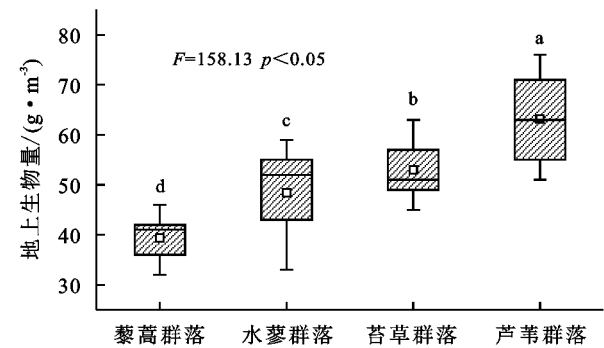 地上生物量/(g·m⁻³)
80
70
60
50
40
30
F=158.13 p<0.05
d
c
b
a
藜蒿群落
水蓼群落
苔草群落
芦苇群落